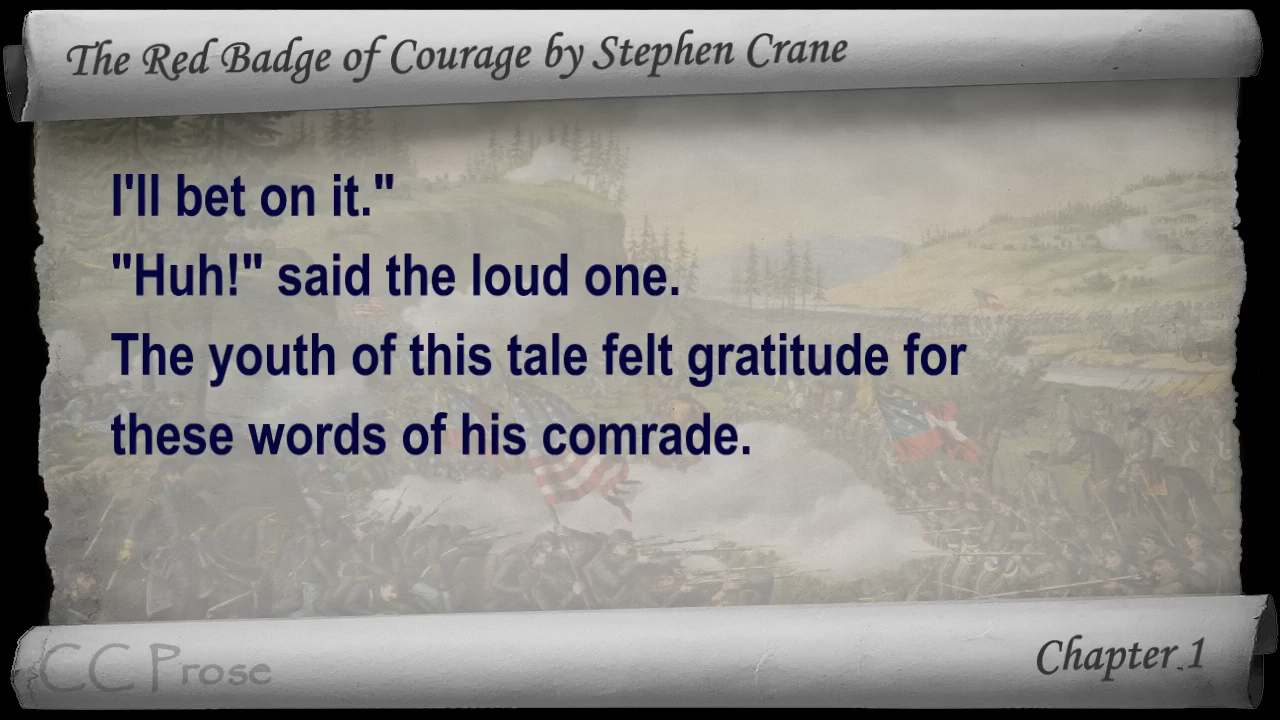 The Red Badge of Courage by Stephen Crane
I'll bet on it."
"Huh!" said the loud one.
The youth of this tale felt gratitude for
these words of his comrade.
CC Prose
Chapter 1